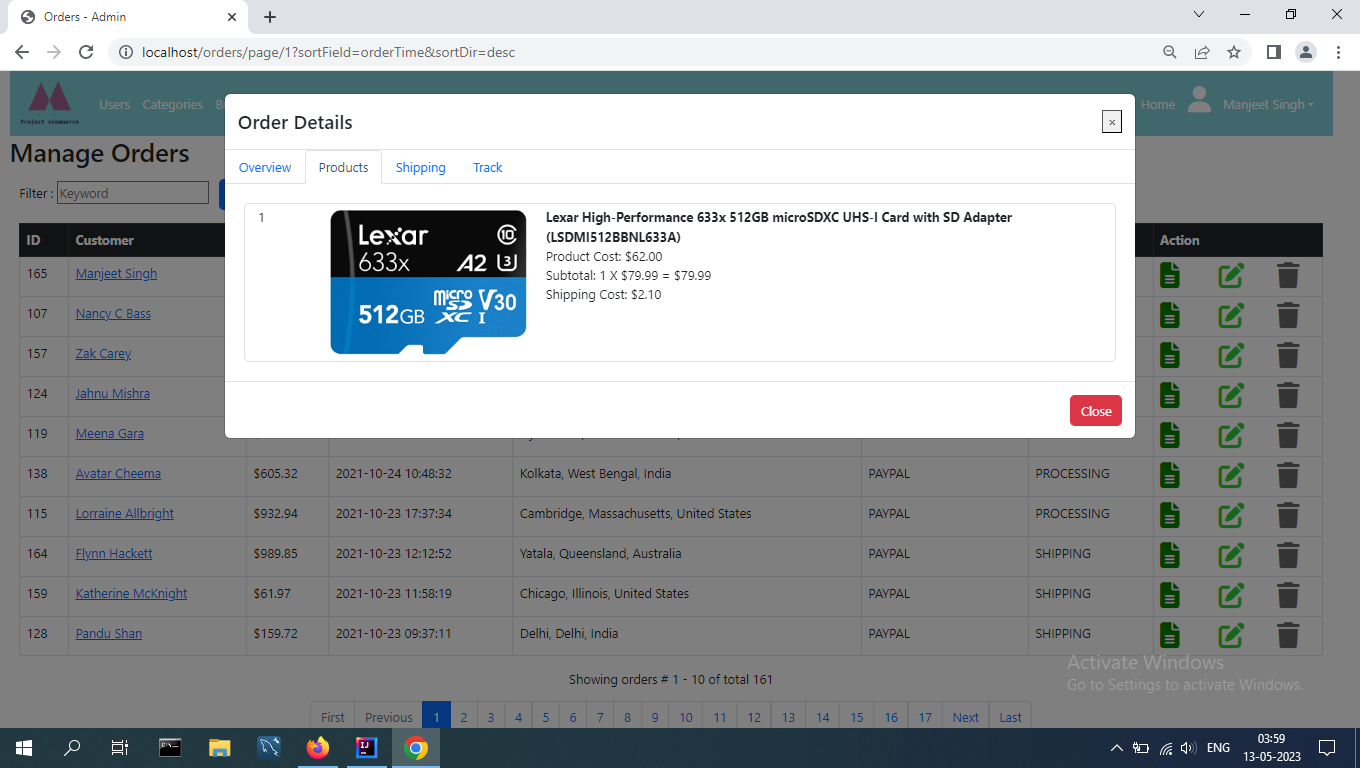 Orders - Admin
localhost/orders/page/1?sortField=orderTime&sortDir=desc
Project eCommerce
Users Categories B
Home Manjeet Singh
Order Details
×
Manage Orders
Overview Products Shipping Track
Filter : Keyword
1
Lexar
633x
10
A2 U3
512GB micro SD XC I V30
Lexar High-Performance 633x 512GB microSDXC UHS-I Card with SD Adapter
(LSDMI512BBNL633A)
Product Cost: $62.00
Subtotal: 1 X $79.99 = $79.99
Shipping Cost: $2.10
Close
ID Customer Action
165 Manjeet Singh
107 Nancy C Bass
157 Zak Carey
124 Jahnu Mishra
119 Meena Gara
138 Avatar Cheema $605.32 2021-10-24 10:48:32 Kolkata, West Bengal, India PAYPAL PROCESSING
115 Lorraine Allbright $932.94 2021-10-23 17:37:34 Cambridge, Massachusetts, United States PAYPAL PROCESSING
164 Flynn Hackett $989.85 2021-10-23 12:12:52 Yatala, Queensland, Australia PAYPAL SHIPPING
159 Katherine McKnight $61.97 2021-10-23 11:58:19 Chicago, Illinois, United States PAYPAL SHIPPING
128 Pandu Shan $159.72 2021-10-23 09:37:11 Delhi, Delhi, India PAYPAL SHIPPING
Activate Windows
Go to Settings to activate Windows.
Showing orders # 1 - 10 of total 161
First Previous 1 2 3 4 5 6 7 8 9 10 11 12 13 14 15 16 17 Next Last
ENG
03:59
13-05-2023